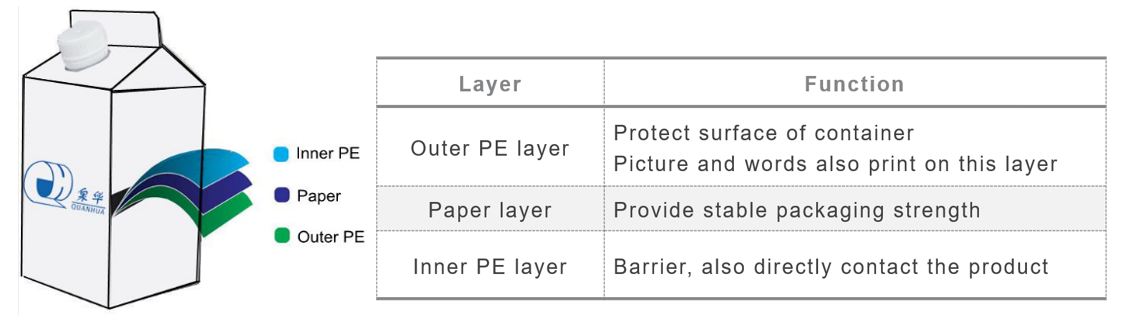 泉华
QUANHUA
Inner PE
Paper
Outer PE
Layer Function
Outer PE layer Protect surface of container
Picture and words also print on this layer
Paper layer Provide stable packaging strength
Inner PE layer Barrier, also directly contact the product